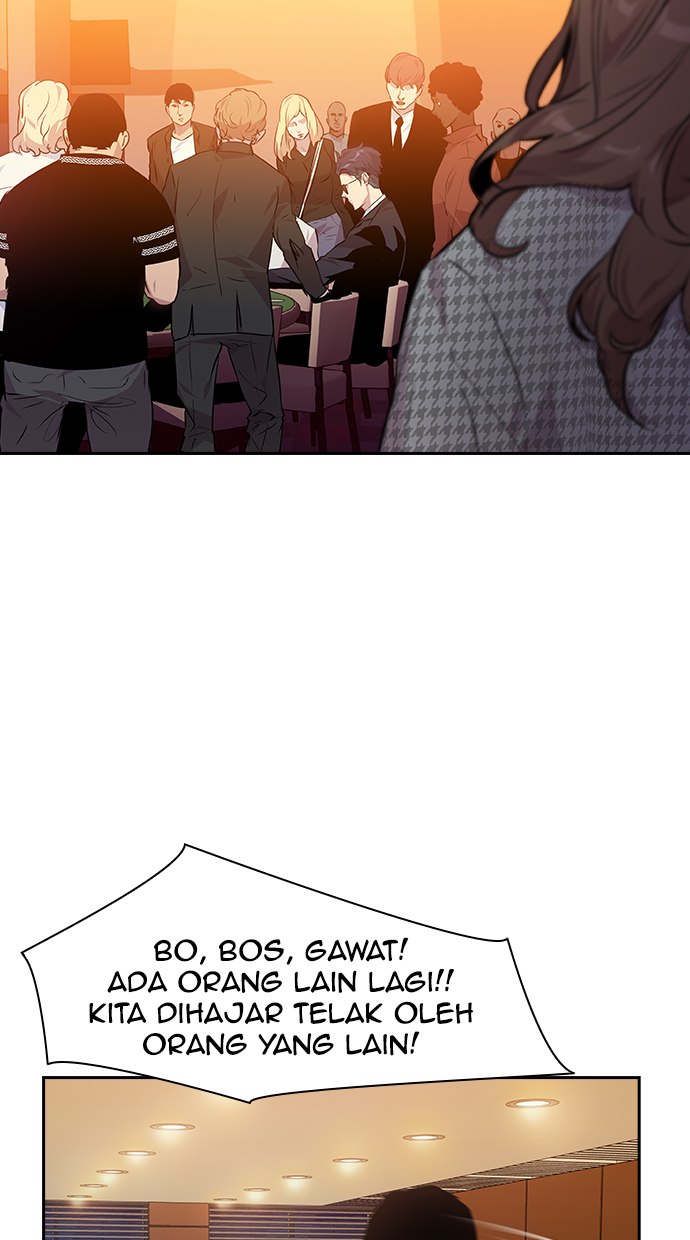 BO, BOS, GAWAT!
ADA ORANG LAIN LAGI!!
KITA DIHAJAR TELAK OLEH
ORANG YANG LAIN!